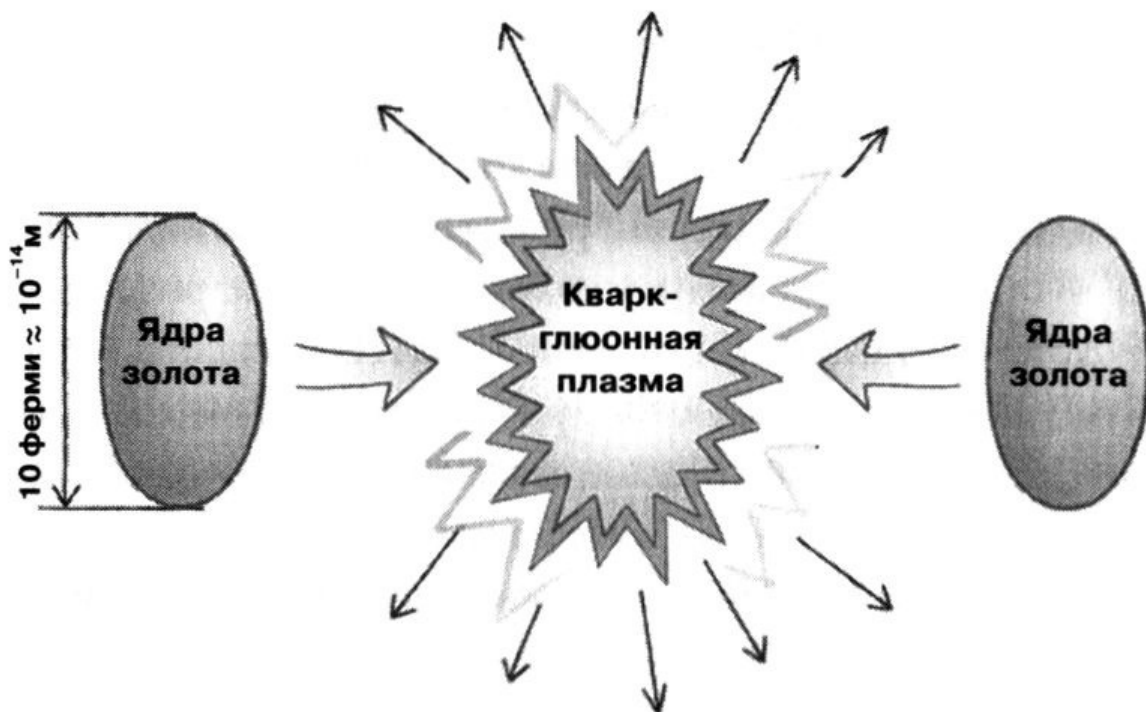 10 ферми ≈ 10⁻¹⁴ м
Ядра
золота
Кварк-
глюонная
плазма
Ядра
золота